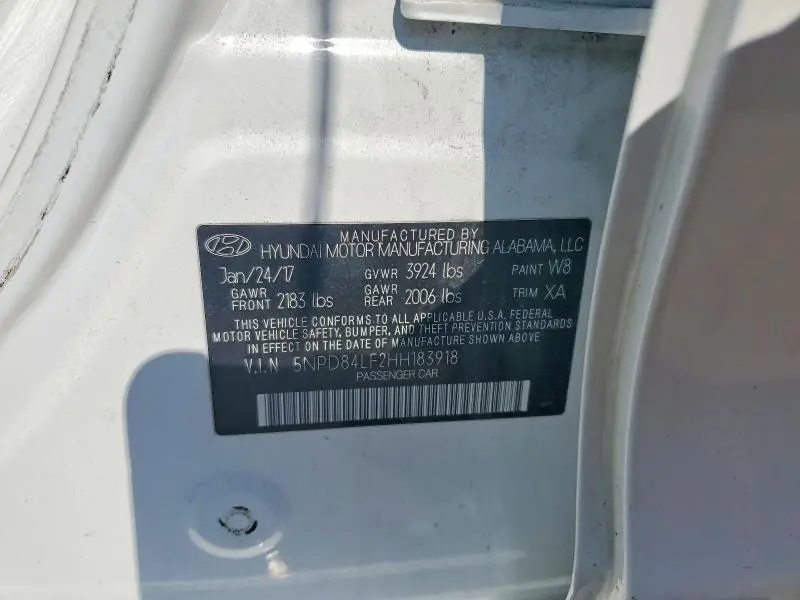 MANUFACTURED BY
HYUNDAI MOTOR MANUFACTURING ALABAMA, LLC
Jan/24/17 GVWR 3924 lbs PAINT W8
GAWR FRONT 2183 lbs GAWR REAR 2006 lbs TRIM XA
THIS VEHICLE CONFORMS TO ALL APPLICABLE U.S.A. FEDERAL
MOTOR VEHICLE SAFETY, BUMPER, AND THEFT PREVENTION STANDARDS
IN EFFECT ON THE DATE OF MANUFACTURE SHOWN ABOVE
V.I.N 5NPD84LF2HH183918
PASSENGER CAR